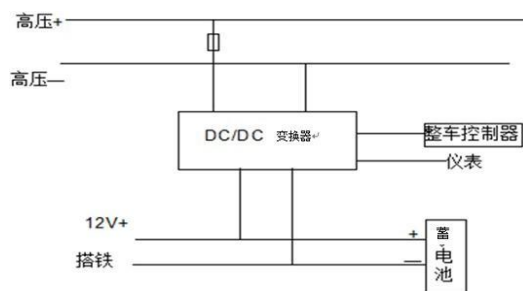 高压+
高压—
DC/DC 变换器
整车控制器
仪表
12V+
搭铁
+
—
蓄
电
池